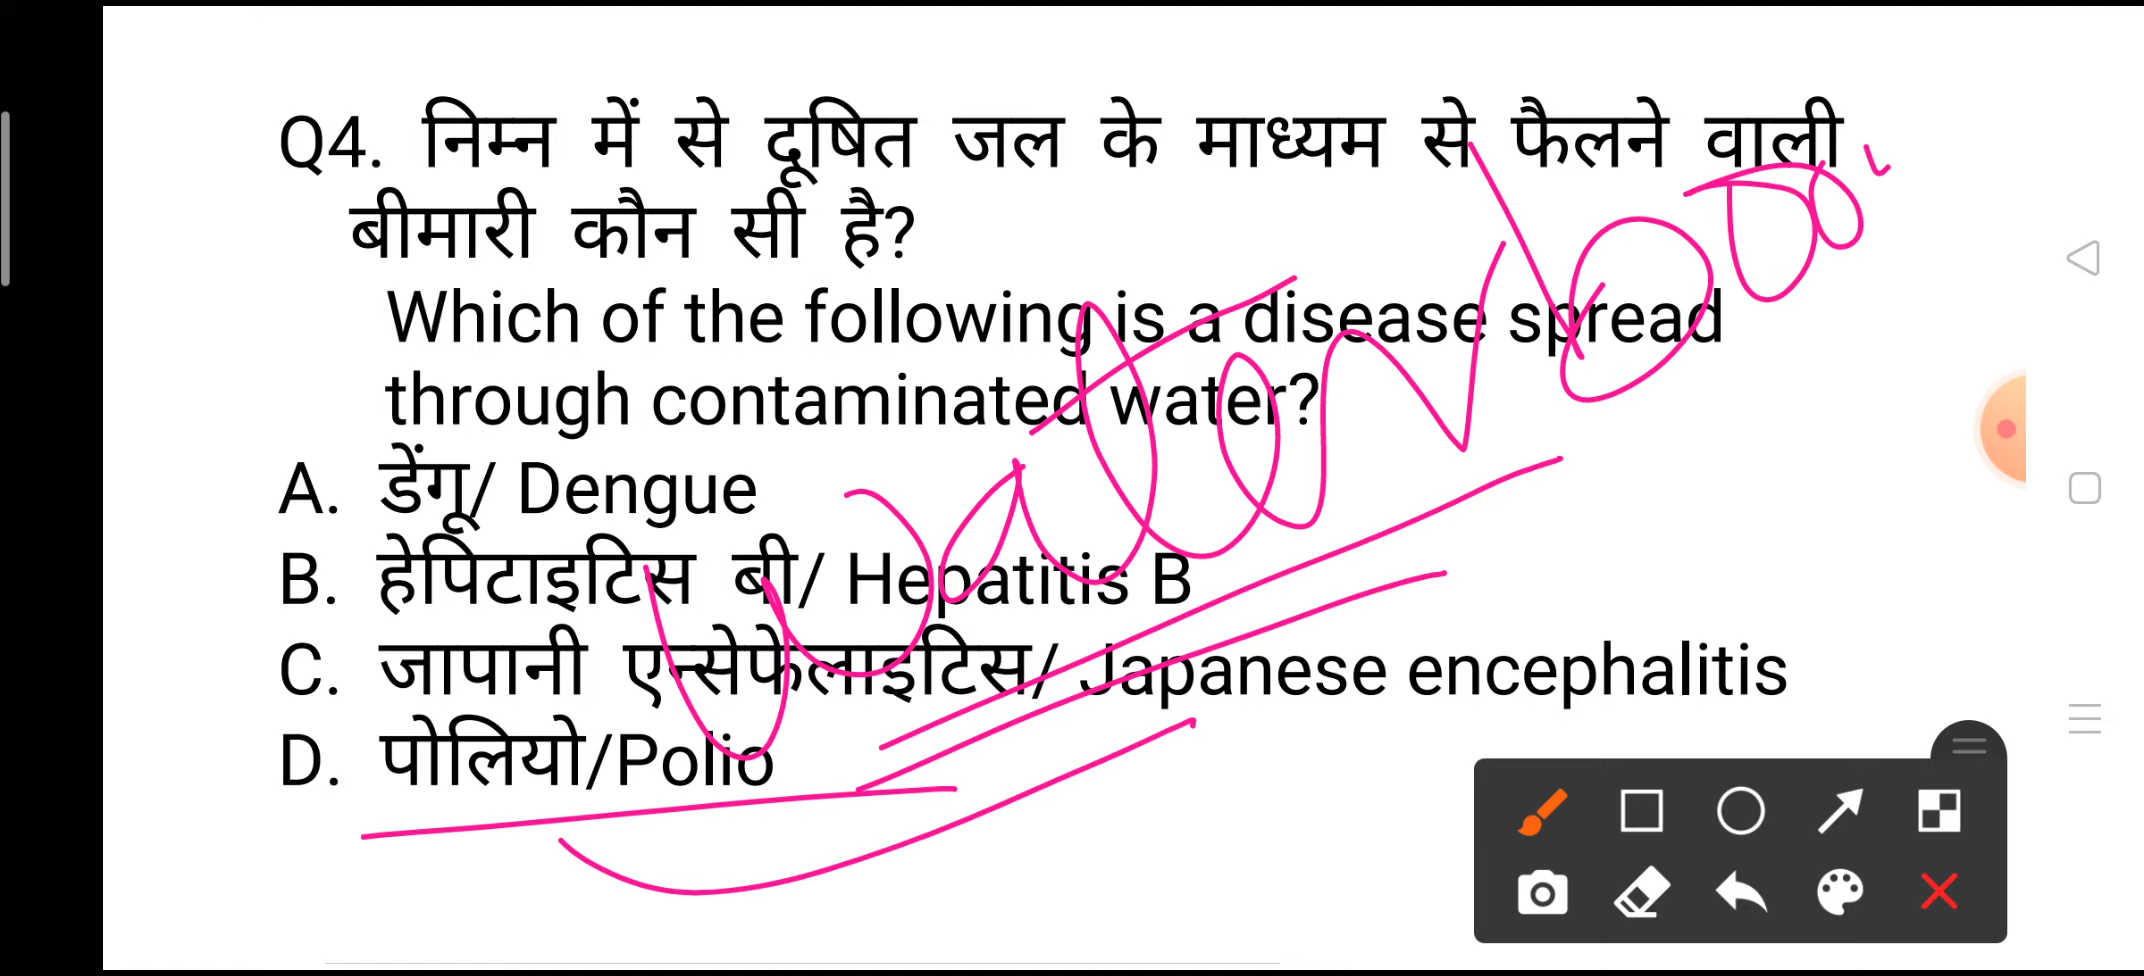 Q4. निम्न में से दूषित जल के माध्यम से फैलने वाली
बीमारी कौन सी है?
Which of the following is a disease spread
through contaminated water?
A. डेंगू/ Dengue
B. हेपिटाइटिस बी/ Hepatitis B
C. जापानी एन्सेफेलाइटिस/ Japanese encephalitis
D. पोलियो/Polio